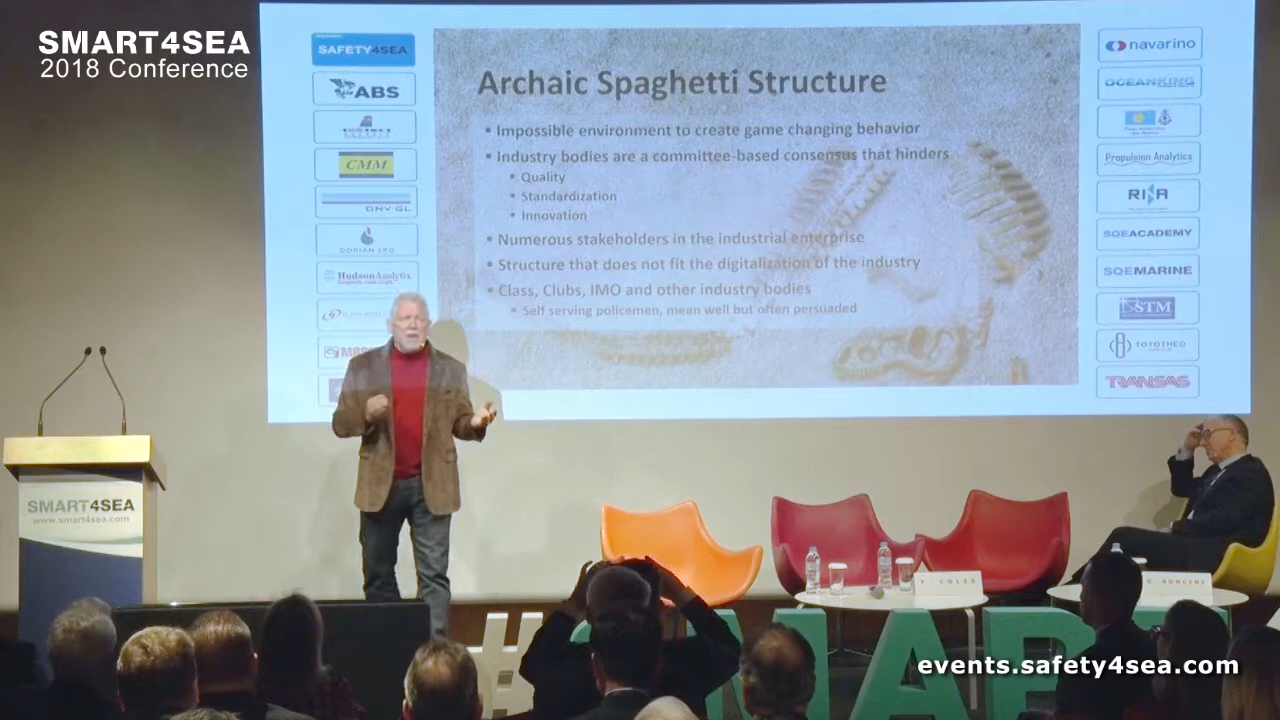 SMART4SEA
2018 Conference
SAFETY4SEA
ABS
CMM
DNV·GL
DORIAN LPG
HudsonAnalytix
Archaic Spaghetti Structure
▪ Impossible environment to create game changing behavior
▪ Industry bodies are a committee-based consensus that hinders
▪ Quality
▪ Standardization
▪ Innovation
▪ Numerous stakeholders in the industrial enterprise
▪ Structure that does not fit the digitalization of the industry
▪ Class, Clubs, IMO and other industry bodies
▪ Self serving policemen, mean well but often persuaded
navarino
OCEANKING
Propulsion Analytics
RINA
SQEACADEMY
SQEMARINE
STM
TOTOTHEO
TRANSAS
SMART4SEA
www.smart4sea.com
F. COLES
#SMART
events.safety4sea.com